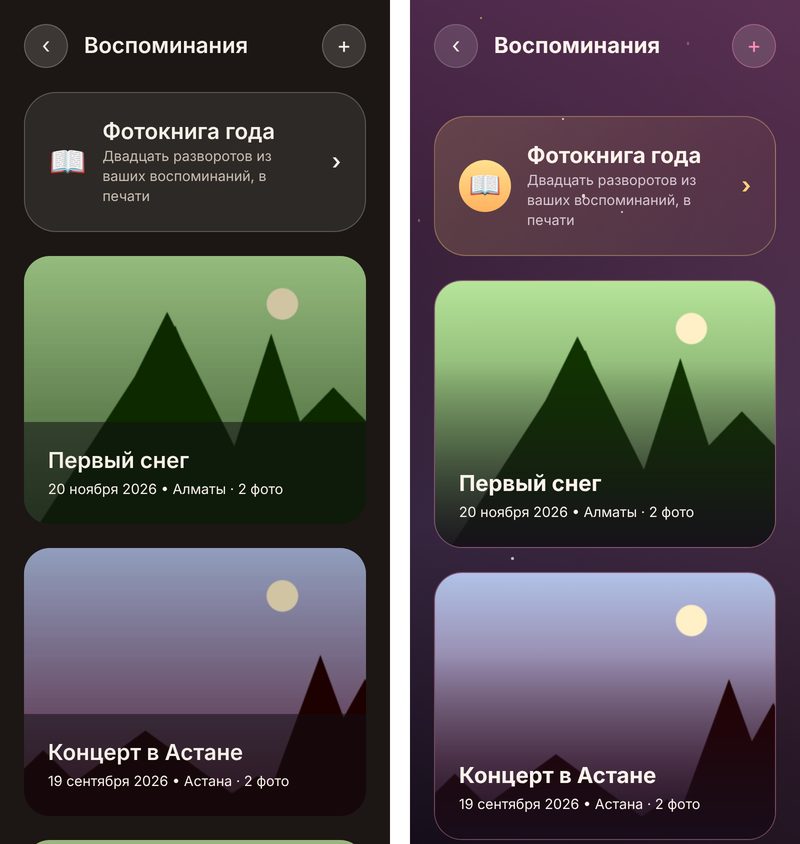 Воспоминания
Фотокнига года
Двадцать разворотов из
ваших воспоминаний, в
печати
Первый снег
20 ноября 2026 • Алматы · 2 фото
Концерт в Астане
19 сентября 2026 • Астана · 2 фото
Воспоминания
Фотокнига года
Двадцать разворотов из
ваших воспоминаний, в
печати
Первый снег
20 ноября 2026 • Алматы · 2 фото
Концерт в Астане
19 сентября 2026 • Астана · 2 фото